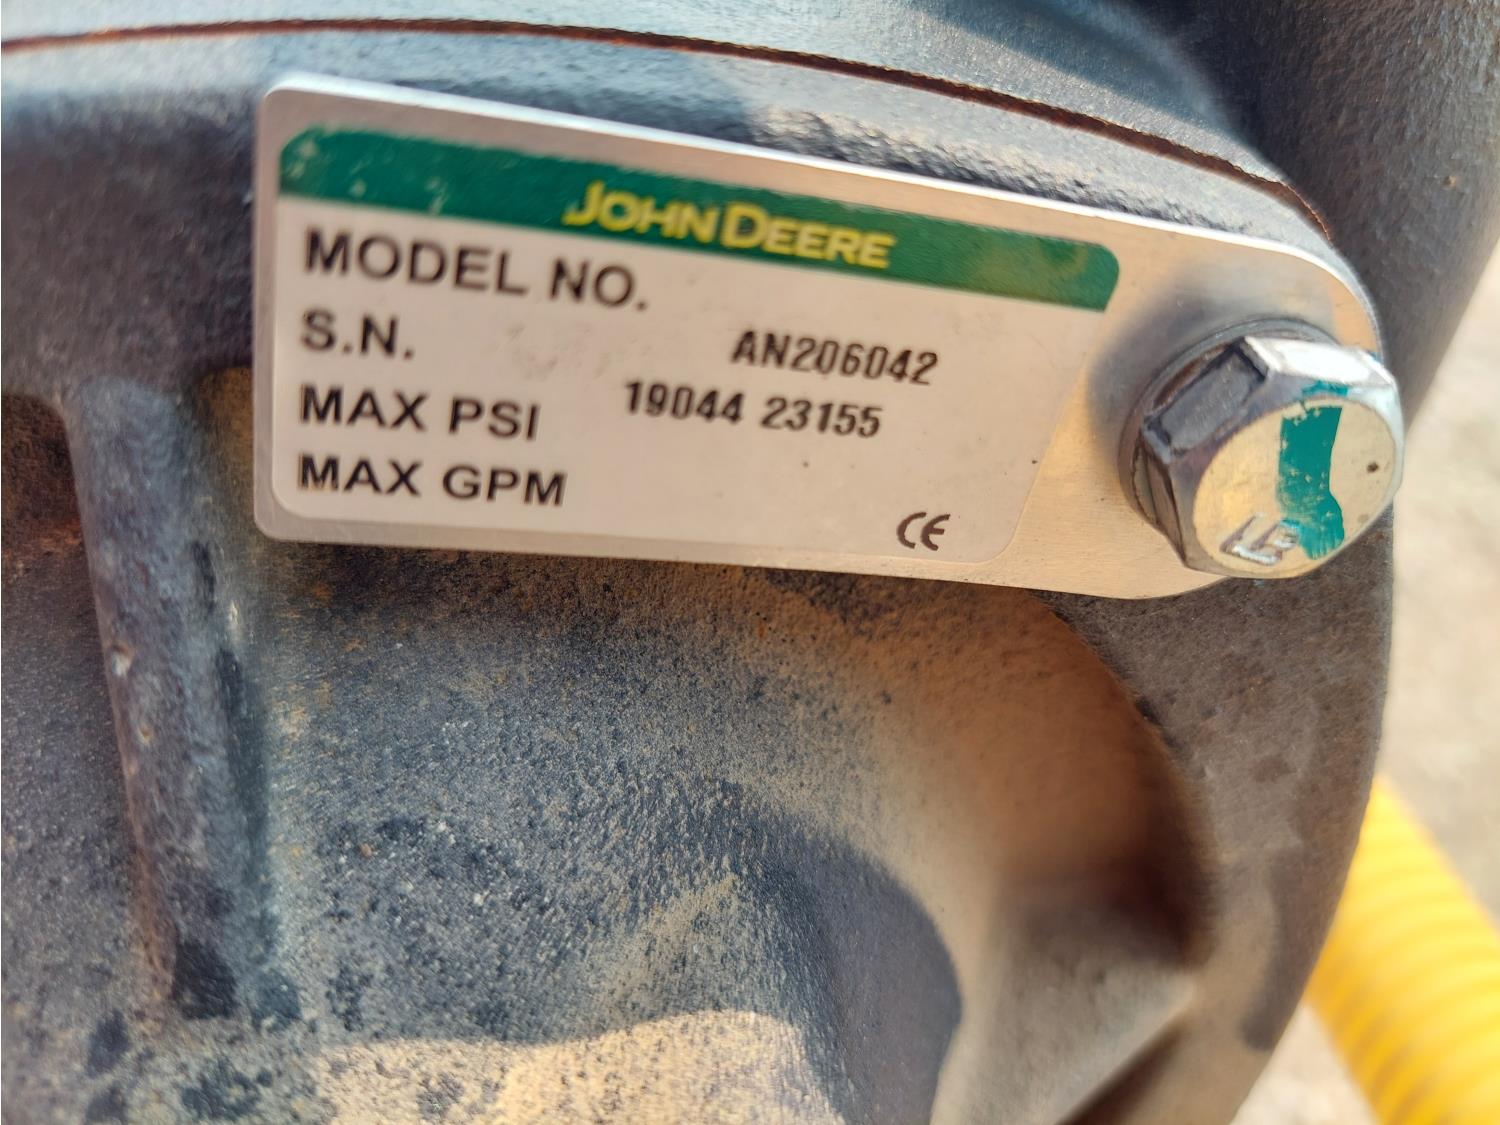 JOHN DEERE
MODEL NO.
S.N. AN206042
MAX PSI 19044 23155
MAX GPM
CE